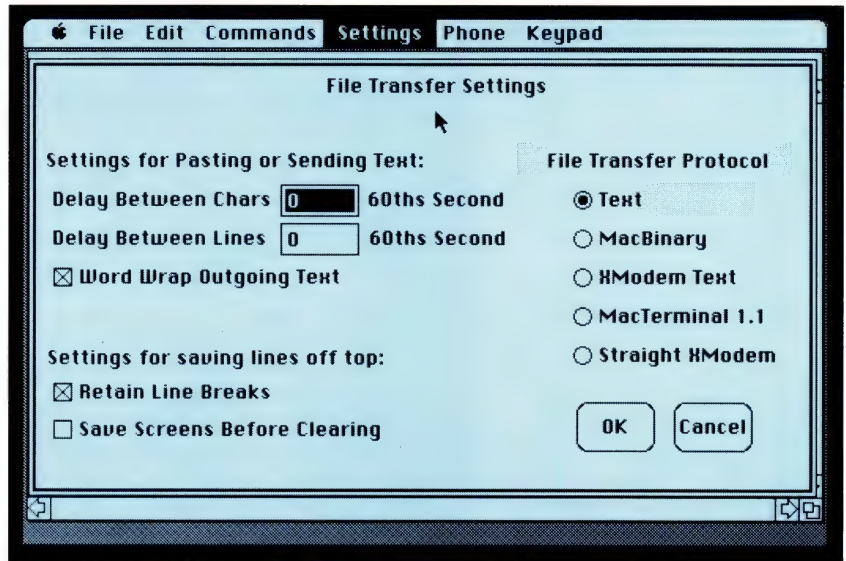 File Edit Commands Settings Phone Keypad
File Transfer Settings
Settings for Pasting or Sending Text:
Delay Between Chars 0 60ths Second
Delay Between Lines 0 60ths Second
Word Wrap Outgoing Text
Settings for saving lines off top:
Retain Line Breaks
Save Screens Before Clearing
File Transfer Protocol
Text
MacBinary
XModem Text
MacTerminal 1.1
Straight XModem
OK Cancel